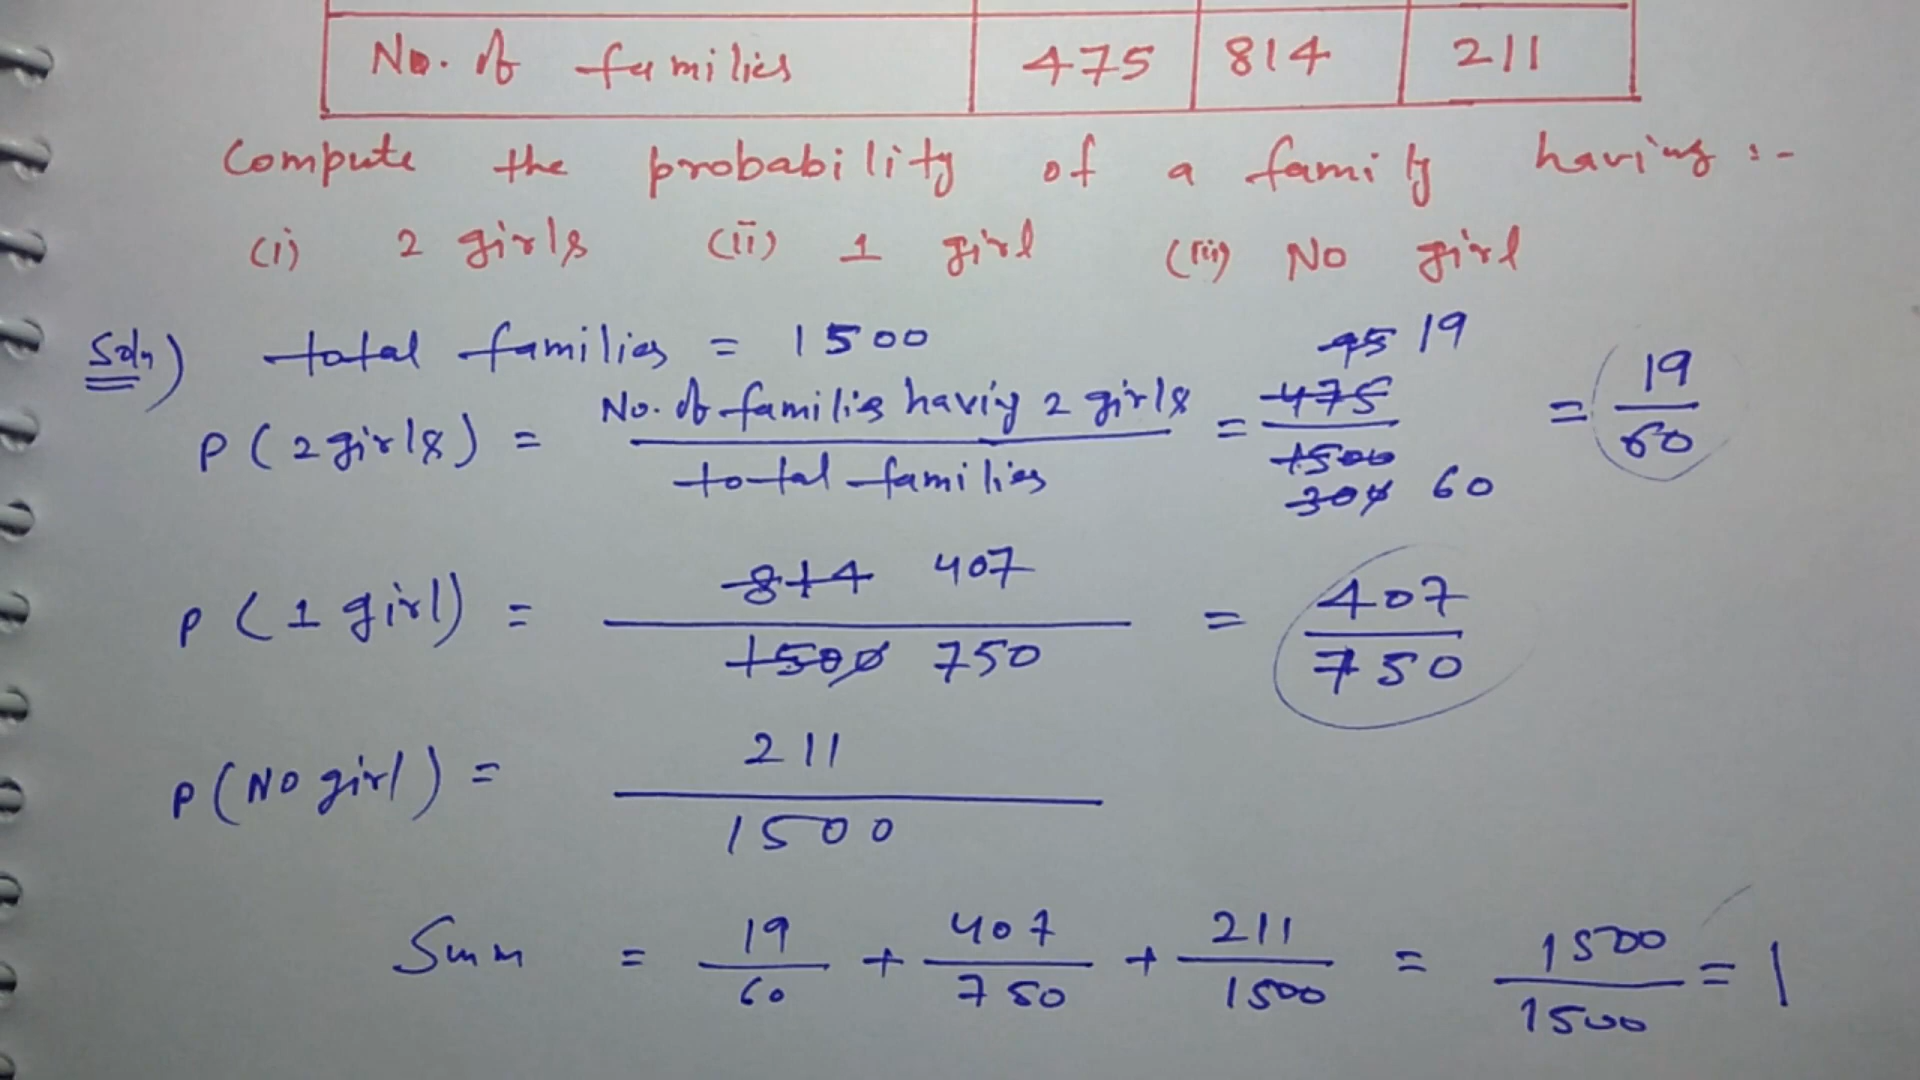 No. of families 475 814 211
Compute the probability of a family having :-
(i) 2 girls (ii) 1 girl (iii) No girl
Soln) total families = 1500
P(2 girls) = No. of families haviy 2 girls / total families = 475 / 1500 95 19 300 60 = 19 / 60
P(1 girl) = 814 407 / 1500 750 = 407 / 750
P(No girl) = 211 / 1500
Sum = 19/60 + 407/750 + 211/1500 = 1500/1500 = 1